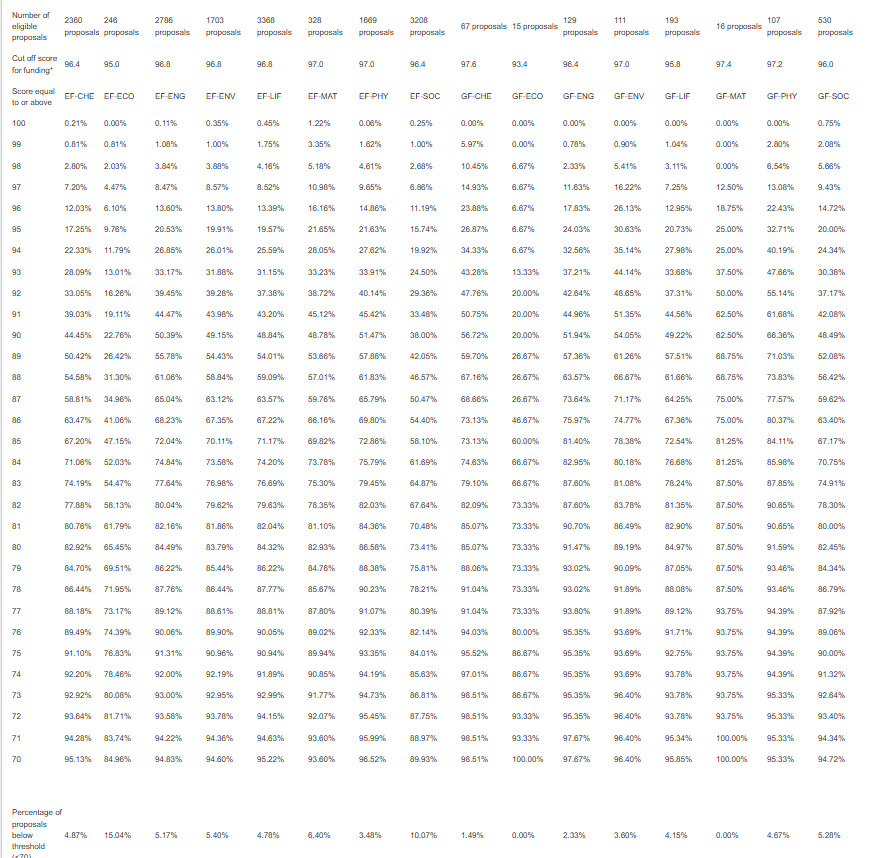 Number of eligible proposals 2360 proposals 246 proposals 2786 proposals 1703 proposals 3368 proposals 328 proposals 1669 proposals 3208 proposals 67 proposals 15 proposals 129 proposals 111 proposals 193 proposals 16 proposals 107 proposals 530 proposals
Cut off score for funding* 96.4 95.0 96.8 96.8 96.8 97.0 97.0 96.4 97.6 93.4 96.4 97.0 95.8 97.4 97.2 96.0
Score equal to or above EF-CHE EF-ECO EF-ENG EF-ENV EF-LIF EF-MAT EF-PHY EF-SOC GF-CHE GF-ECO GF-ENG GF-ENV GF-LIF GF-MAT GF-PHY GF-SOC
100 0.21% 0.00% 0.11% 0.35% 0.45% 1.22% 0.06% 0.25% 0.00% 0.00% 0.00% 0.00% 0.00% 0.00% 0.00% 0.75%
99 0.81% 0.81% 1.08% 1.00% 1.75% 3.35% 1.62% 1.00% 5.97% 0.00% 0.78% 0.90% 1.04% 0.00% 2.80% 2.08%
98 2.80% 2.03% 3.84% 3.88% 4.16% 5.18% 4.61% 2.68% 10.45% 6.67% 2.33% 5.41% 3.11% 0.00% 6.54% 5.66%
97 7.20% 4.47% 8.47% 8.57% 8.52% 10.98% 9.65% 6.86% 14.93% 6.67% 11.63% 16.22% 7.25% 12.50% 13.08% 9.43%
96 12.03% 6.10% 13.60% 13.80% 13.39% 16.16% 14.86% 11.19% 23.88% 6.67% 17.83% 26.13% 12.95% 18.75% 22.43% 14.72%
95 17.25% 9.76% 20.53% 19.91% 19.57% 21.65% 21.63% 15.74% 26.87% 6.67% 24.03% 30.63% 20.73% 25.00% 32.71% 20.00%
94 22.33% 11.79% 26.85% 26.01% 25.59% 28.05% 27.62% 19.92% 34.33% 6.67% 32.56% 35.14% 27.98% 25.00% 40.19% 24.34%
93 28.09% 13.01% 33.17% 31.88% 31.15% 33.23% 33.91% 24.50% 43.28% 13.33% 37.21% 44.14% 33.68% 37.50% 47.66% 30.38%
92 33.05% 16.26% 39.45% 39.28% 37.38% 38.72% 40.14% 29.36% 47.76% 20.00% 42.64% 48.65% 37.31% 50.00% 55.14% 37.17%
91 39.03% 19.11% 44.47% 43.98% 43.20% 45.12% 45.42% 33.48% 50.75% 20.00% 44.96% 51.35% 44.56% 62.50% 61.68% 42.08%
90 44.45% 22.76% 50.39% 49.15% 48.84% 48.78% 51.47% 38.00% 56.72% 20.00% 51.94% 54.05% 49.22% 62.50% 66.36% 48.49%
89 50.42% 26.42% 55.78% 54.43% 54.01% 53.66% 57.88% 42.05% 59.70% 26.67% 57.36% 61.26% 57.51% 68.75% 71.03% 52.08%
88 54.58% 31.30% 61.06% 58.84% 59.09% 57.01% 61.83% 46.57% 67.16% 26.67% 63.57% 66.67% 61.66% 68.75% 73.83% 56.42%
87 58.81% 34.96% 65.04% 63.12% 63.57% 59.76% 65.79% 50.47% 68.66% 26.67% 73.64% 71.17% 64.25% 75.00% 77.57% 59.62%
86 63.47% 41.06% 68.23% 67.35% 67.22% 66.16% 69.80% 54.40% 73.13% 46.67% 75.97% 74.77% 67.36% 75.00% 80.37% 63.40%
85 67.20% 47.15% 72.04% 70.11% 71.17% 69.82% 72.86% 58.10% 73.13% 60.00% 81.40% 78.38% 72.54% 81.25% 84.11% 67.17%
84 71.06% 52.03% 74.84% 73.58% 74.20% 73.78% 75.79% 61.69% 74.63% 66.67% 82.95% 80.18% 76.68% 81.25% 85.98% 70.75%
83 74.19% 54.47% 77.64% 76.98% 76.69% 75.30% 79.45% 64.87% 79.10% 66.67% 87.60% 81.08% 78.24% 87.50% 87.85% 74.91%
82 77.88% 58.13% 80.04% 79.62% 79.63% 78.35% 82.03% 67.64% 82.09% 73.33% 87.60% 83.78% 81.35% 87.50% 90.65% 78.30%
81 80.76% 61.79% 82.16% 81.86% 82.04% 81.10% 84.36% 70.48% 85.07% 73.33% 90.70% 86.49% 82.90% 87.50% 90.65% 80.00%
80 82.92% 65.45% 84.49% 83.79% 84.32% 82.93% 86.58% 73.41% 85.07% 73.33% 91.47% 89.19% 84.97% 87.50% 91.59% 82.45%
79 84.70% 69.51% 86.22% 85.44% 86.22% 84.76% 88.38% 75.81% 88.06% 73.33% 93.02% 90.09% 87.05% 87.50% 93.46% 84.34%
78 86.44% 71.95% 87.76% 86.44% 87.77% 85.67% 90.23% 78.21% 91.04% 73.33% 93.02% 91.89% 88.08% 87.50% 93.46% 86.79%
77 88.18% 73.17% 89.12% 88.61% 88.81% 87.80% 91.07% 80.39% 91.04% 73.33% 93.80% 91.89% 89.12% 93.75% 94.39% 87.92%
76 89.49% 74.39% 90.06% 89.90% 90.05% 89.02% 92.33% 82.14% 94.03% 80.00% 95.35% 93.69% 91.71% 93.75% 94.39% 89.06%
75 91.10% 76.83% 91.31% 90.96% 90.94% 89.94% 93.35% 84.01% 95.52% 86.67% 95.35% 93.69% 92.75% 93.75% 94.39% 90.00%
74 92.20% 78.46% 92.00% 92.19% 91.89% 90.85% 94.19% 85.63% 97.01% 86.67% 95.35% 93.69% 93.78% 93.75% 94.39% 91.32%
73 92.92% 80.08% 93.00% 92.95% 92.99% 91.77% 94.73% 86.81% 98.51% 86.67% 95.35% 96.40% 93.78% 93.75% 95.33% 92.64%
72 93.64% 81.71% 93.58% 93.78% 94.15% 92.07% 95.45% 87.75% 98.51% 93.33% 95.35% 96.40% 93.78% 93.75% 95.33% 93.40%
71 94.28% 83.74% 94.22% 94.36% 94.63% 93.60% 95.99% 88.97% 98.51% 93.33% 97.67% 96.40% 95.34% 100.00% 95.33% 94.34%
70 95.13% 84.96% 94.83% 94.60% 95.22% 93.60% 96.52% 89.93% 98.51% 100.00% 97.67% 96.40% 95.85% 100.00% 95.33% 94.72%
Percentage of proposals below threshold (<70) 4.87% 15.04% 5.17% 5.40% 4.78% 6.40% 3.48% 10.07% 1.49% 0.00% 2.33% 3.60% 4.15% 0.00% 4.67% 5.28%